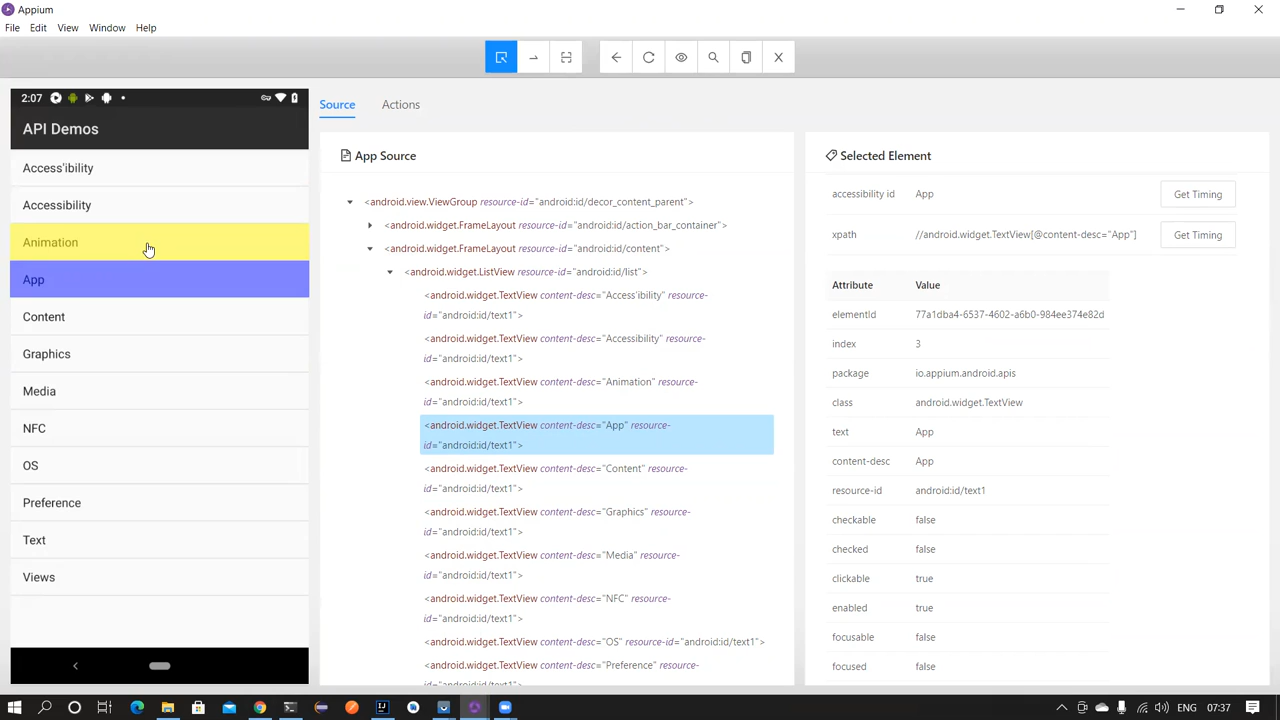 Appium
File Edit View Window Help
2:07
API Demos
Access'ibility
Accessibility
Animation
App
Content
Graphics
Media
NFC
OS
Preference
Text
Views
Source Actions
App Source
<android.view.ViewGroup resource-id="android:id/decor_content_parent">
<android.widget.FrameLayout resource-id="android:id/action_bar_container">
<android.widget.FrameLayout resource-id="android:id/content">
<android.widget.ListView resource-id="android:id/list">
<android.widget.TextView content-desc="Access'ibility" resource-
id="android:id/text1">
<android.widget.TextView content-desc="Accessibility" resource-
id="android:id/text1">
<android.widget.TextView content-desc="Animation" resource-
id="android:id/text1">
<android.widget.TextView content-desc="App" resource-
id="android:id/text1">
<android.widget.TextView content-desc="Content" resource-
id="android:id/text1">
<android.widget.TextView content-desc="Graphics" resource-
id="android:id/text1">
<android.widget.TextView content-desc="Media" resource-
id="android:id/text1">
<android.widget.TextView content-desc="NFC" resource-
id="android:id/text1">
<android.widget.TextView content-desc="OS" resource-id="android:id/text1">
<android.widget.TextView content-desc="Preference" resource-
Selected Element
accessibility id App Get Timing
xpath //android.widget.TextView[@content-desc="App"] Get Timing
Attribute Value
elementId 77a1dba4-6537-4602-a6b0-984ee374e82d
index 3
package io.appium.android.apis
class android.widget.TextView
text App
content-desc App
resource-id android:id/text1
checkable false
checked false
clickable true
enabled true
focusable false
focused false
ENG 07:37